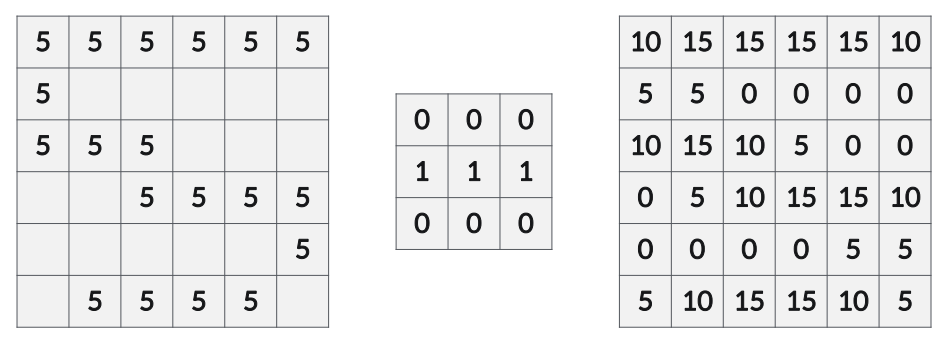 5 5 5 5 5 5
5
5 5 5
5 5 5 5
5
5 5 5 5
0 0 0
1 1 1
0 0 0
10 15 15 15 15 10
5 5 0 0 0 0
10 15 10 5 0 0
0 5 10 15 15 10
0 0 0 0 5 5
5 10 15 15 10 5